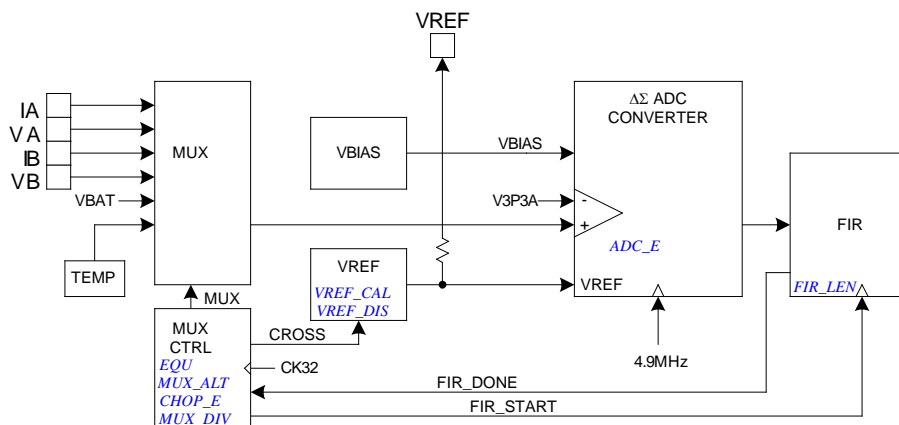 VREF
IA
VA
IB
VB
VBAT
TEMP
MUX
VBIAS
VBIAS
V3P3A
ΔΣ ADC
CONVERTER
-
+
ADC_E
VREF
4.9MHz
FIR
FIR_LEN
VREF
VREF_CAL
VREF_DIS
MUX
MUX
CTRL
EQU
MUX_ALT
CHOP_E
MUX_DIV
CROSS
CK32
FIR_DONE
FIR_START